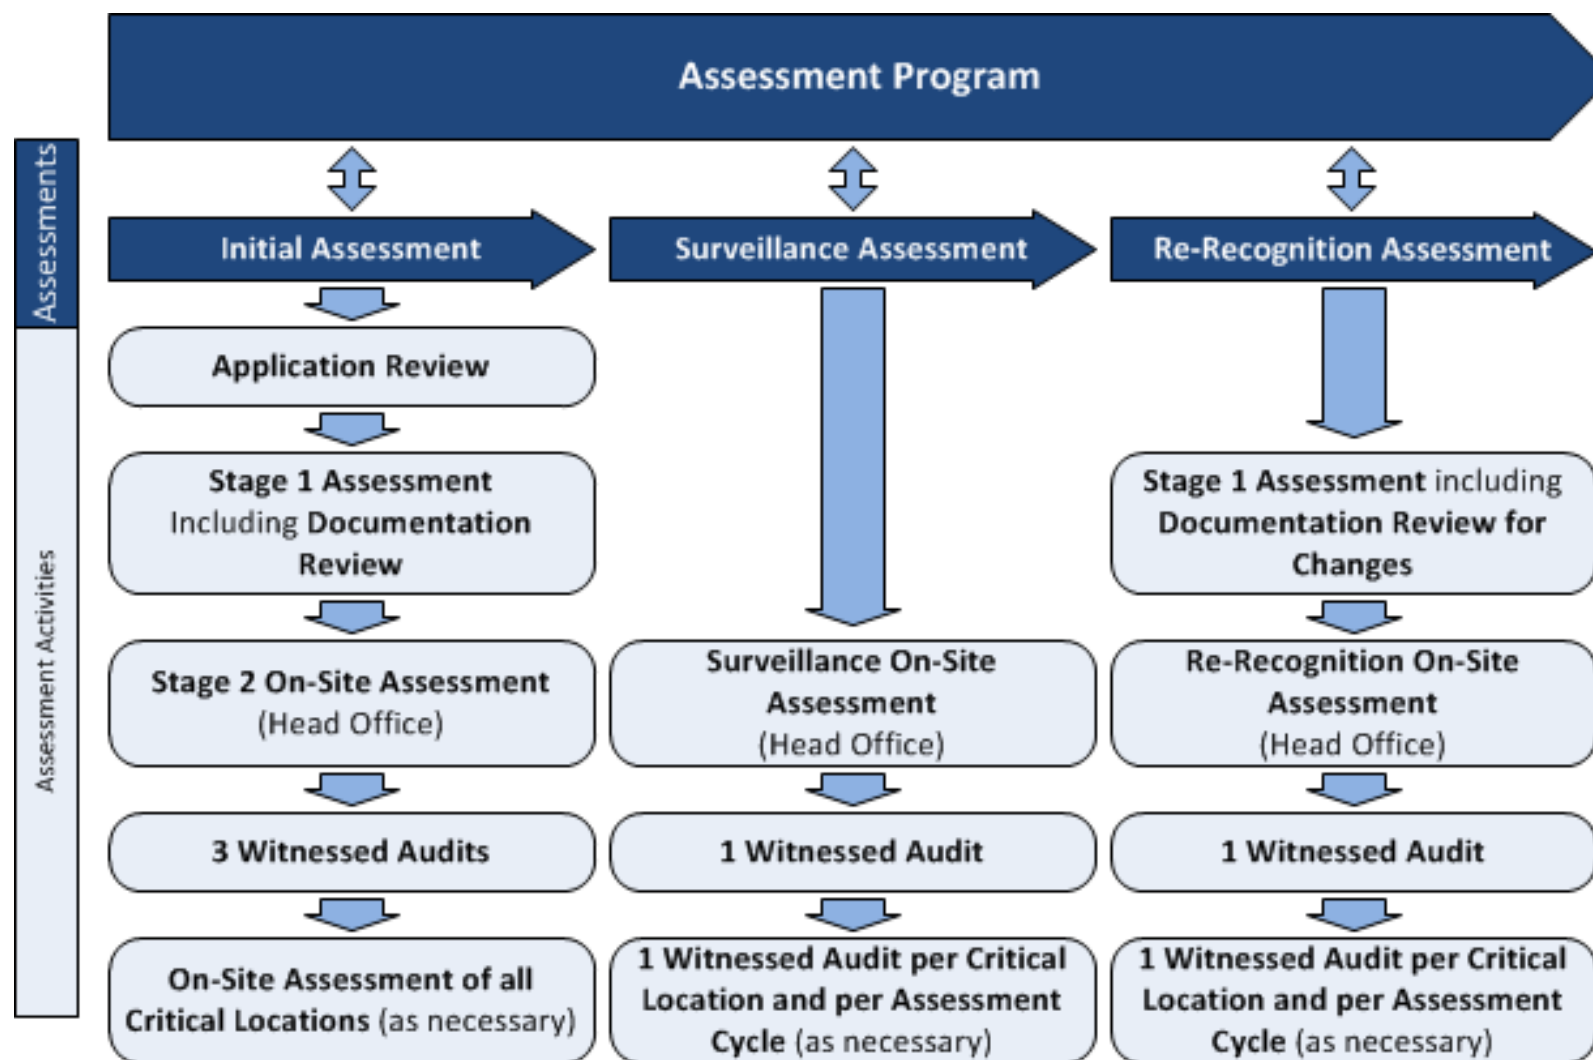 Assessment Program
Assessments
Initial Assessment
Surveillance Assessment
Re-Recognition Assessment
Assessment Activities
Application Review
Stage 1 Assessment
Including Documentation
Review
Stage 1 Assessment including
Documentation Review for
Changes
Stage 2 On-Site Assessment
(Head Office)
Surveillance On-Site
Assessment
(Head Office)
Re-Recognition On-Site
Assessment
(Head Office)
3 Witnessed Audits
1 Witnessed Audit
1 Witnessed Audit
On-Site Assessment of all
Critical Locations (as necessary)
1 Witnessed Audit per Critical
Location and per Assessment
Cycle (as necessary)
1 Witnessed Audit per Critical
Location and per Assessment
Cycle (as necessary)